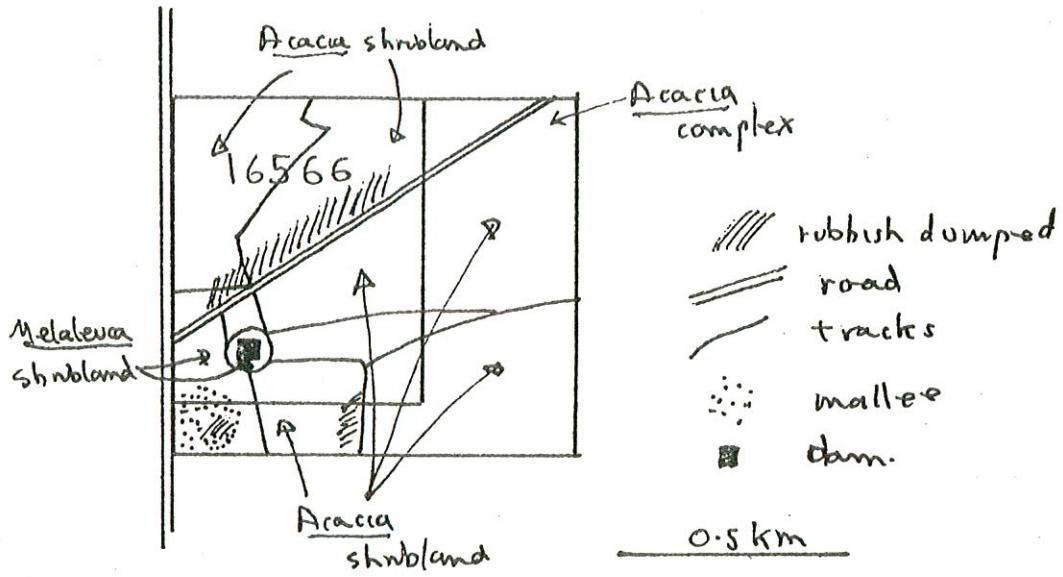 Acacia shrubland
Acacia
complex
16566
rubbish dumped
road
tracks
mallee
dam.
Melaleuca
shrubland
Acacia
shrubland
0.5 km